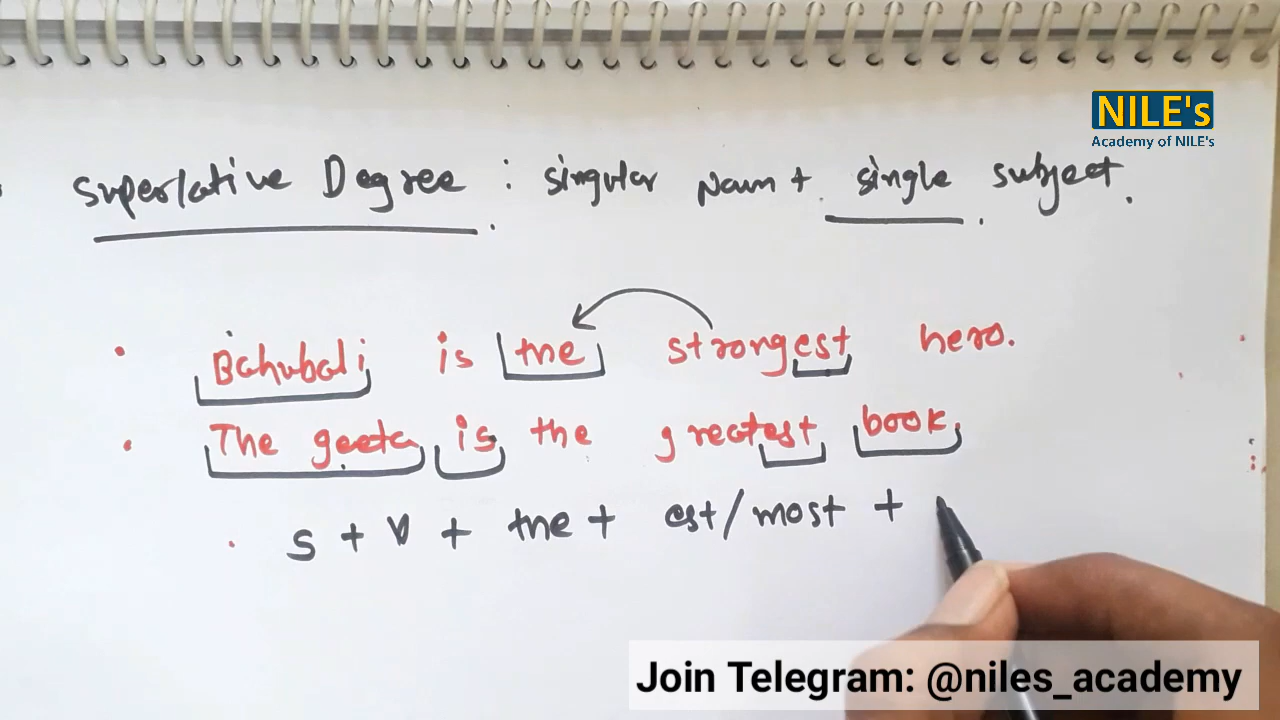 NILE's
Academy of NILE's
Superlative Degree : singular Noun + single subject.
• Bahubali is the strongest hero.
• The geeta is the greatest book.
• S + V + the + est/most +
Join Telegram: @niles_academy